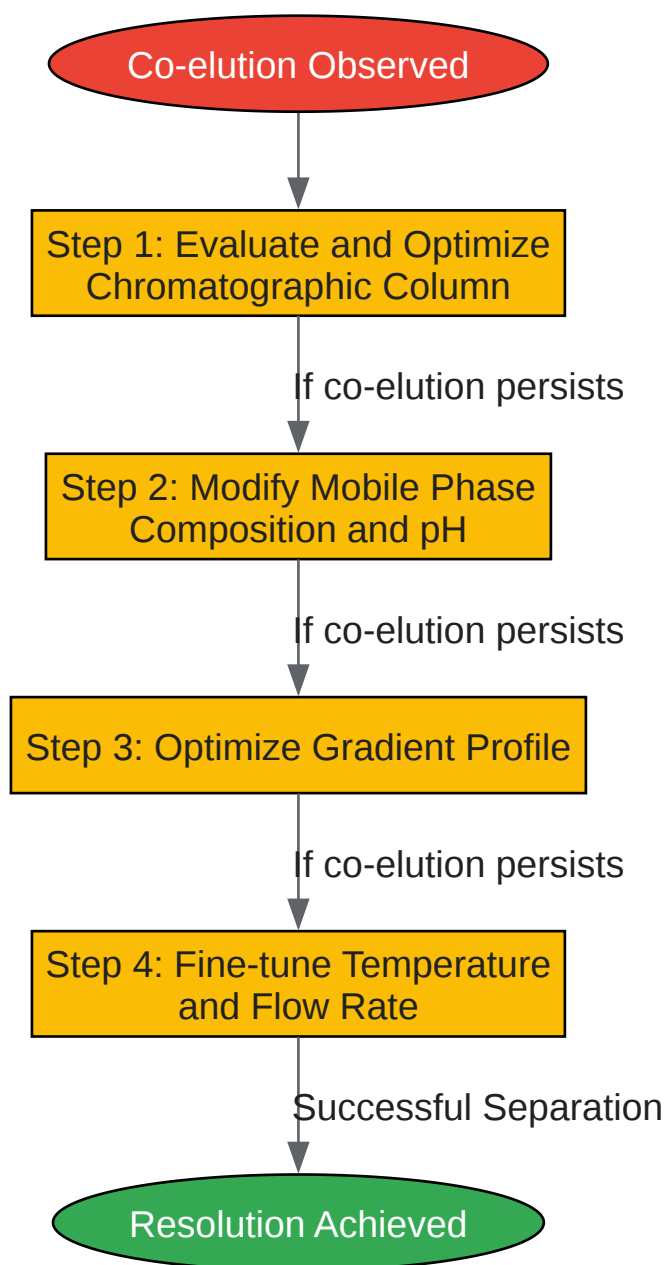 Co-elution Observed
Step 1: Evaluate and Optimize
Chromatographic Column
If co-elution persists
Step 2: Modify Mobile Phase
Composition and pH
If co-elution persists
Step 3: Optimize Gradient Profile
If co-elution persists
Step 4: Fine-tune Temperature
and Flow Rate
Successful Separation
Resolution Achieved